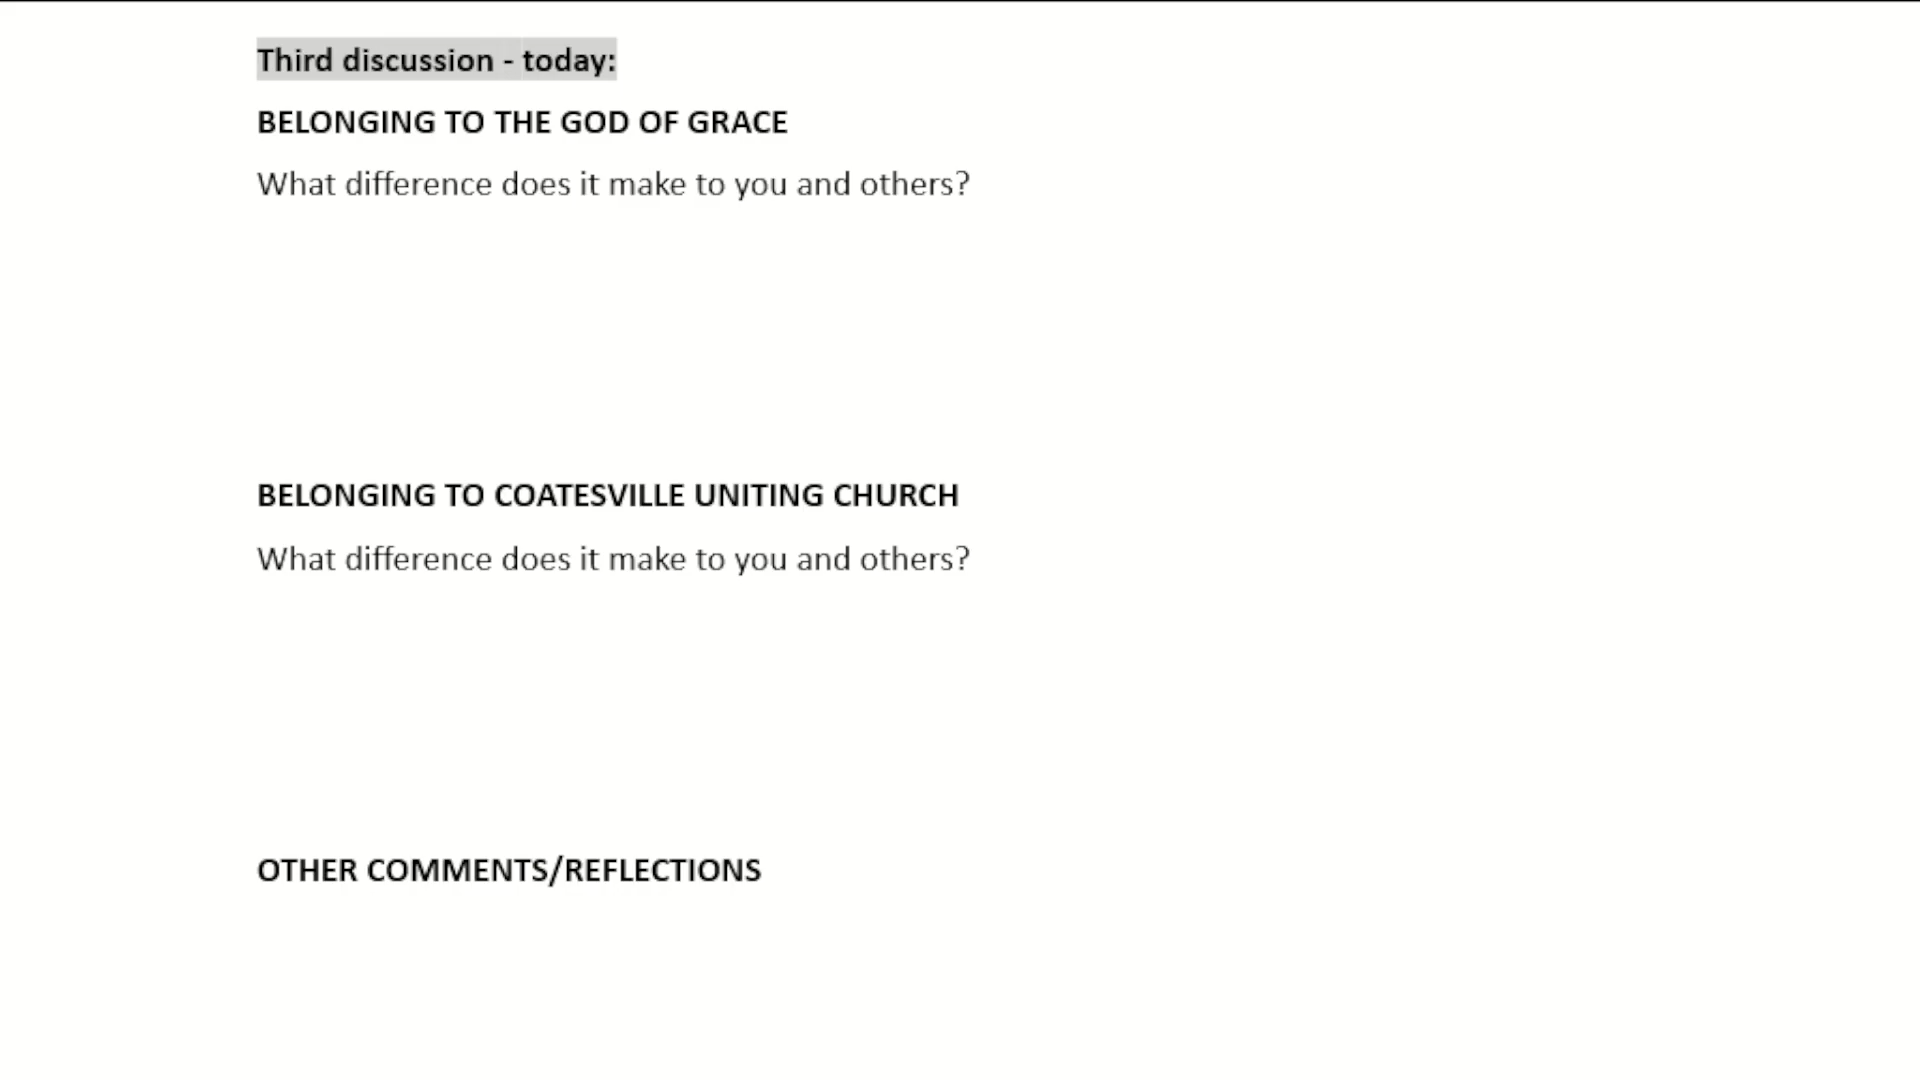 Third discussion - today:
BELONGING TO THE GOD OF GRACE
What difference does it make to you and others?
BELONGING TO COATESVILLE UNITING CHURCH
What difference does it make to you and others?
OTHER COMMENTS/REFLECTIONS